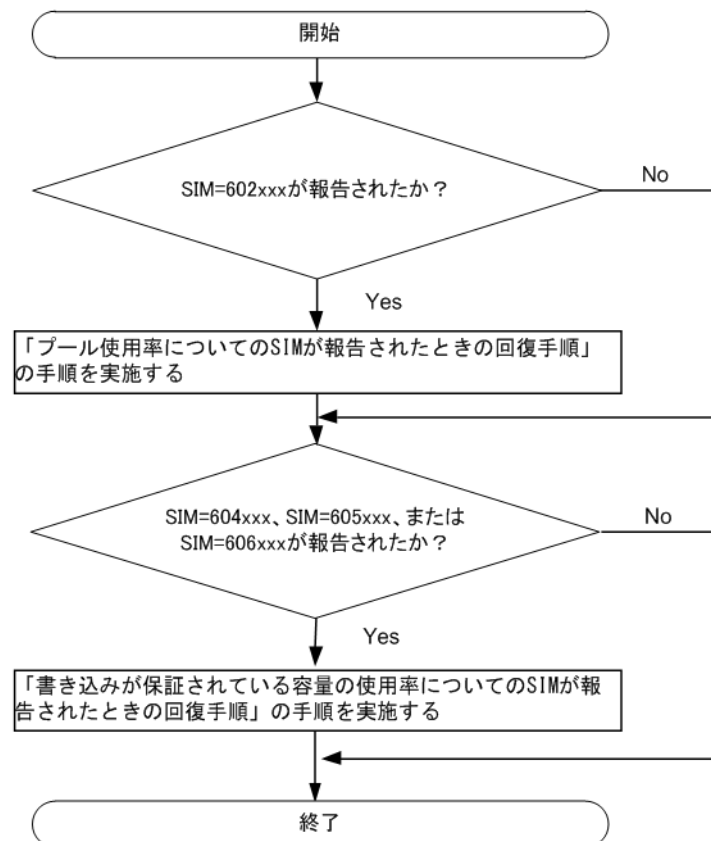 開始
SIM=602xxxが報告されたか？
No
Yes
「プール使用率についてのSIMが報告されたときの回復手順」
の手順を実施する
SIM=604xxx、SIM=605xxx、または
SIM=606xxxが報告されたか？
No
Yes
「書き込みが保証されている容量の使用率についてのSIMが報
告されたときの回復手順」の手順を実施する
終了